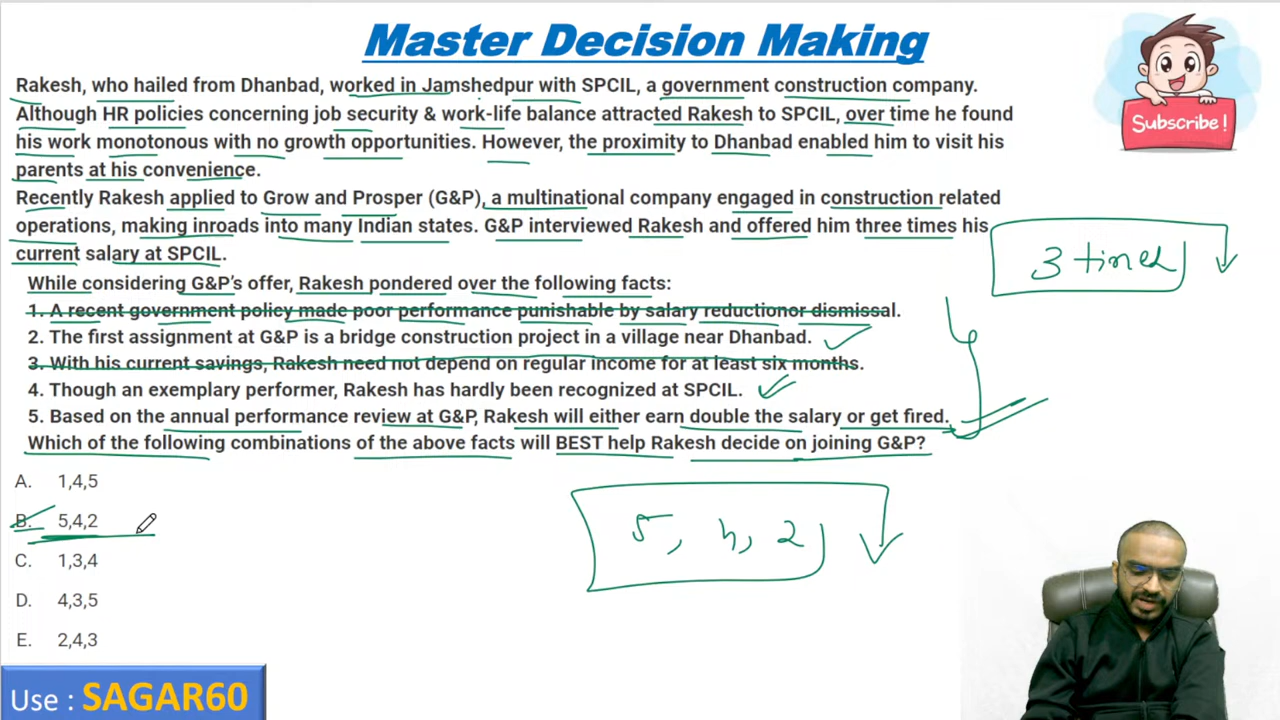 Master Decision Making
Rakesh, who hailed from Dhanbad, worked in Jamshedpur with SPCIL, a government construction company.
Although HR policies concerning job security & work-life balance attracted Rakesh to SPCIL, over time he found
his work monotonous with no growth opportunities. However, the proximity to Dhanbad enabled him to visit his
parents at his convenience.
Recently Rakesh applied to Grow and Prosper (G&P), a multinational company engaged in construction related
operations, making inroads into many Indian states. G&P interviewed Rakesh and offered him three times his
current salary at SPCIL.
While considering G&P's offer, Rakesh pondered over the following facts:
1. A recent government policy made poor performance punishable by salary reductionor dismissal.
2. The first assignment at G&P is a bridge construction project in a village near Dhanbad.
3. With his current savings, Rakesh need not depend on regular income for at least six months.
4. Though an exemplary performer, Rakesh has hardly been recognized at SPCIL.
5. Based on the annual performance review at G&P, Rakesh will either earn double the salary or get fired.
Which of the following combinations of the above facts will BEST help Rakesh decide on joining G&P?
A. 1,4,5
B. 5,4,2
C. 1,3,4
D. 4,3,5
E. 2,4,3
Subscribe !
3 times
5, 4, 2
Use : SAGAR60